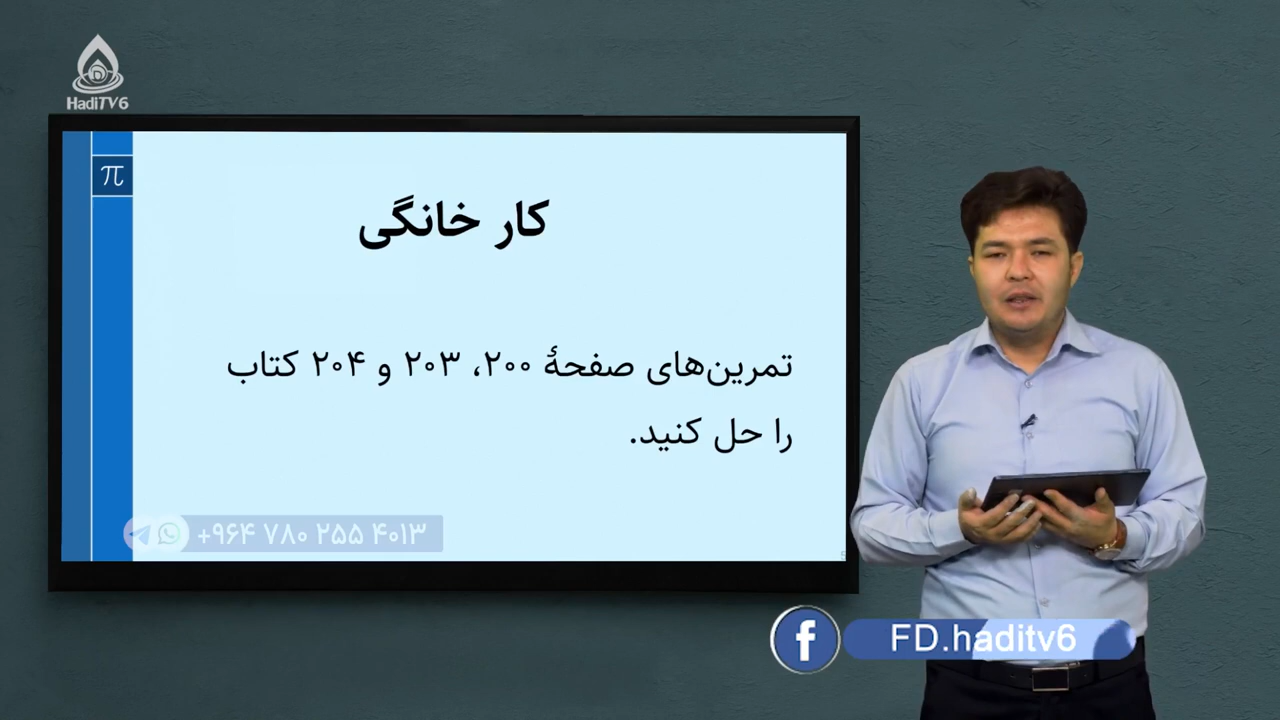 HadiTV6
π
کار خانگی
تمرین‌های صفحهٔ ۲۰۰، ۲۰۳ و ۲۰۴ کتاب
را حل کنید.
+۹۶۴ ۷۸۰ ۲۵۵ ۴۰۱۳
5
f FD.haditv6